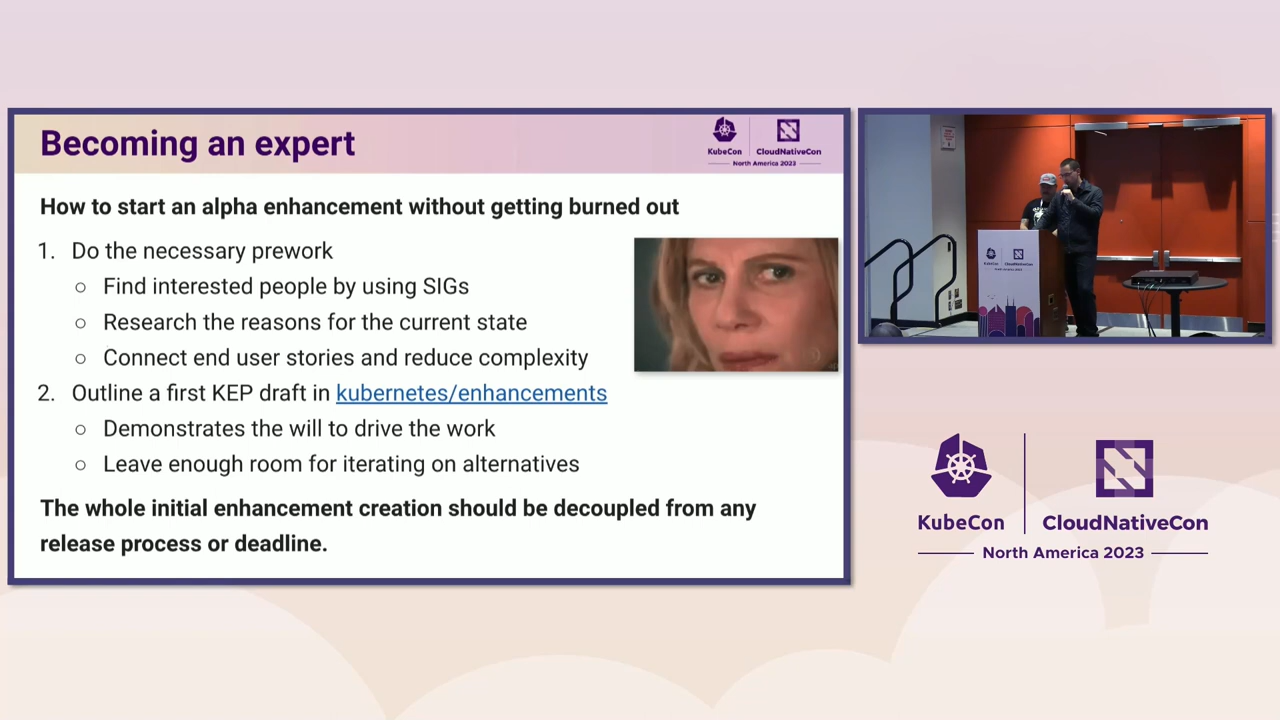 Becoming an expert
KubeCon
CloudNativeCon
North America 2023
How to start an alpha enhancement without getting burned out
1. Do the necessary prework
○ Find interested people by using SIGs
○ Research the reasons for the current state
○ Connect end user stories and reduce complexity
2. Outline a first KEP draft in kubernetes/enhancements
○ Demonstrates the will to drive the work
○ Leave enough room for iterating on alternatives
The whole initial enhancement creation should be decoupled from any
release process or deadline.
KubeCon
CloudNativeCon
North America 2023